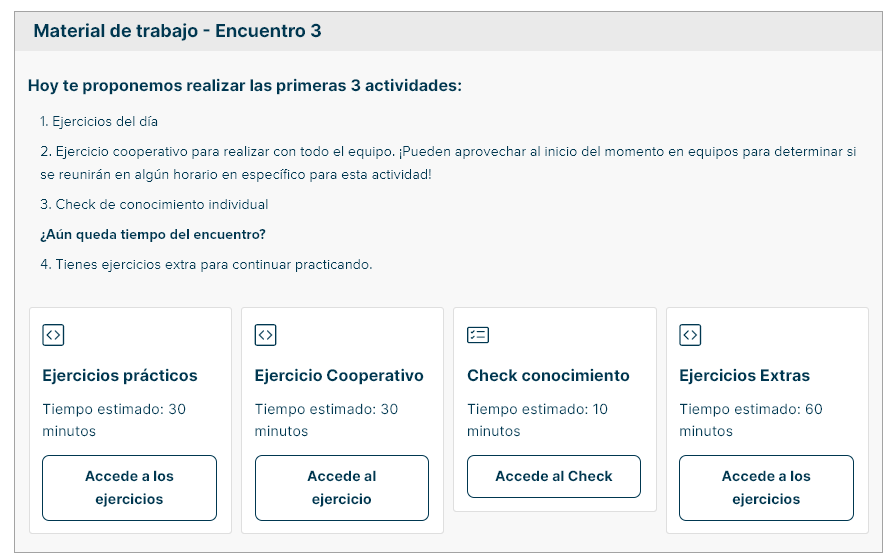 Material de trabajo - Encuentro 3
Hoy te proponemos realizar las primeras 3 actividades:
1. Ejercicios del día
2. Ejercicio cooperativo para realizar con todo el equipo. ¡Pueden aprovechar al inicio del momento en equipos para determinar si
se reunirán en algún horario en específico para esta actividad!
3. Check de conocimiento individual
¿Aún queda tiempo del encuentro?
4. Tienes ejercicios extra para continuar practicando.
Ejercicios prácticos
Tiempo estimado: 30
minutos
Accede a los
ejercicios
Ejercicio Cooperativo
Tiempo estimado: 30
minutos
Accede al
ejercicio
Check conocimiento
Tiempo estimado: 10
minutos
Accede al Check
Ejercicios Extras
Tiempo estimado: 60
minutos
Accede a los
ejercicios